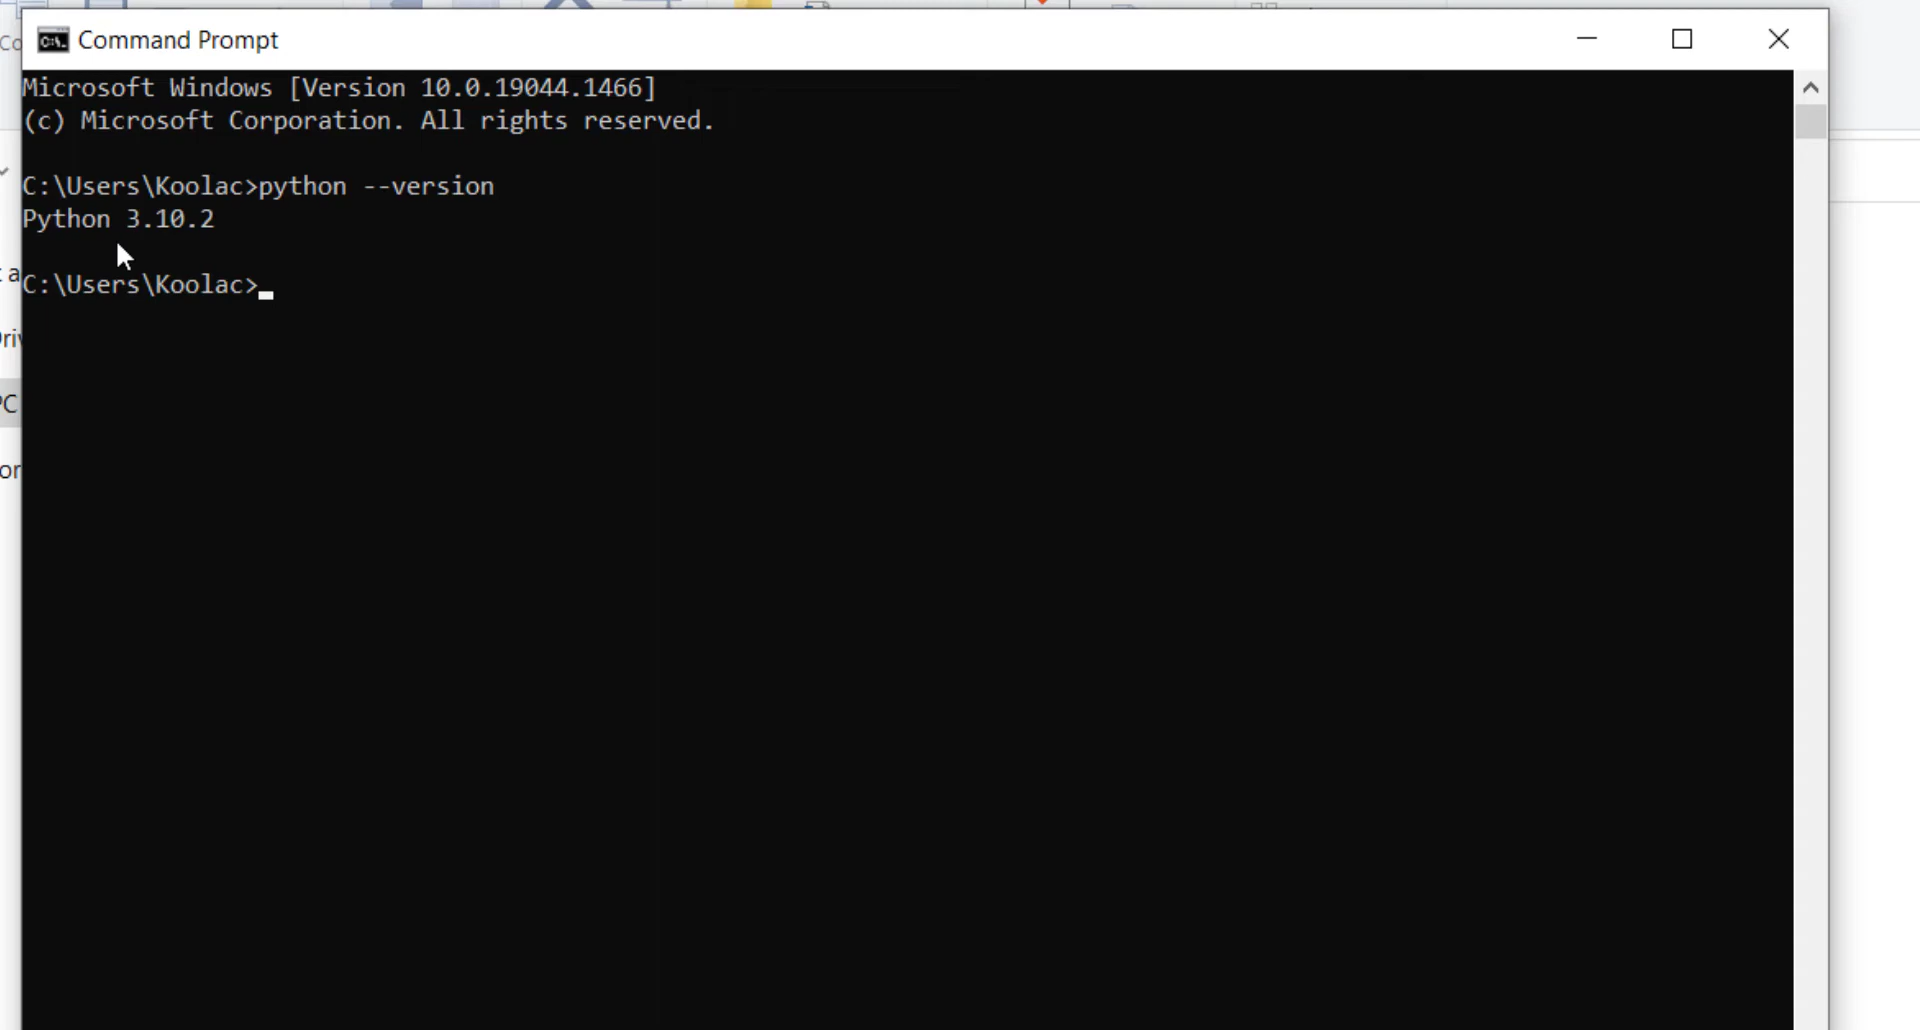 Command Prompt
Microsoft Windows [Version 10.0.19044.1466]
(c) Microsoft Corporation. All rights reserved.
C:\Users\Koolac>python --version
Python 3.10.2
C:\Users\Koolac>
PC